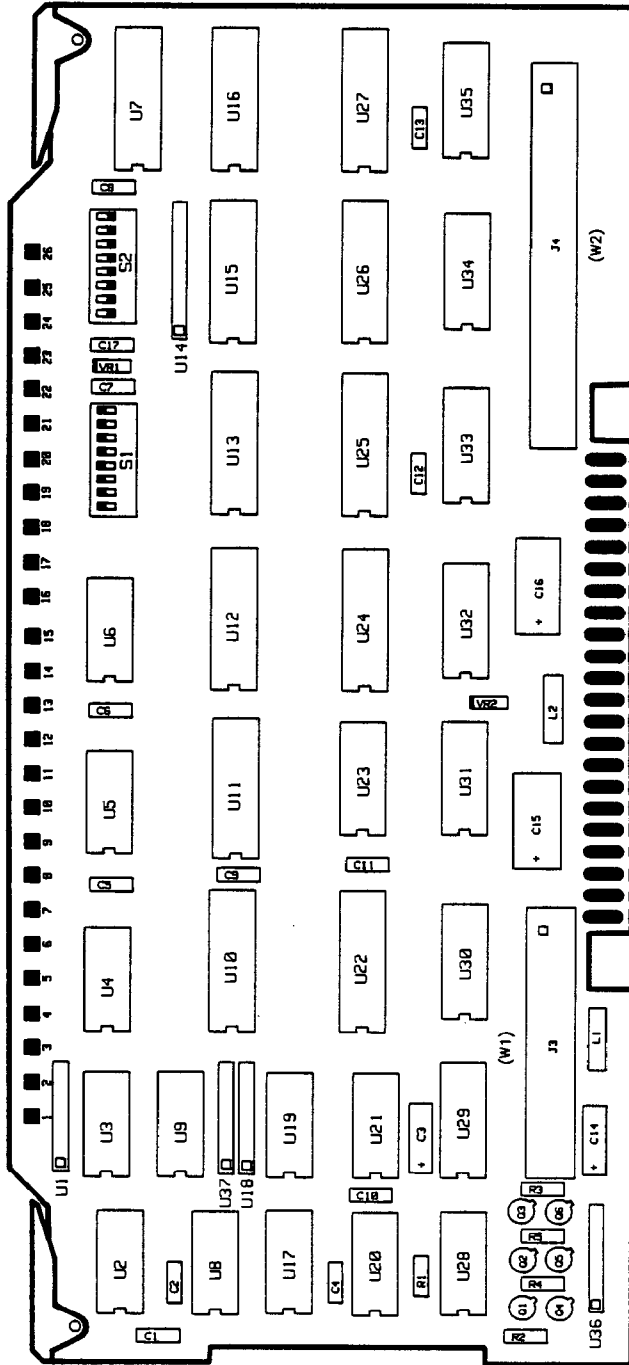 1
2
3
4
5
6
7
8
9
10
11
12
13
14
15
16
17
18
19
20
21
22
23
24
25
26
U1
U2
U3
U4
C5
U5
C6
U6
S1
C7
VR1
C17
S2
C8
U7
C1
C2
U9
U14
U8
U37
U18
U10
C9
U11
U12
U13
U15
U16
U17
U19
C4
C10
U20
U21
U22
C11
U23
U24
U25
U26
U27
R1
C3
+
C12
C13
U28
U29
U30
U31
VR2
U32
U33
U34
U35
(W1)
R2
Q1
R4
Q2
R5
Q3
R3
Q4
Q5
Q6
J3
+
C15
L2
+
C16
J4
(W2)
U36
+
C14
L1